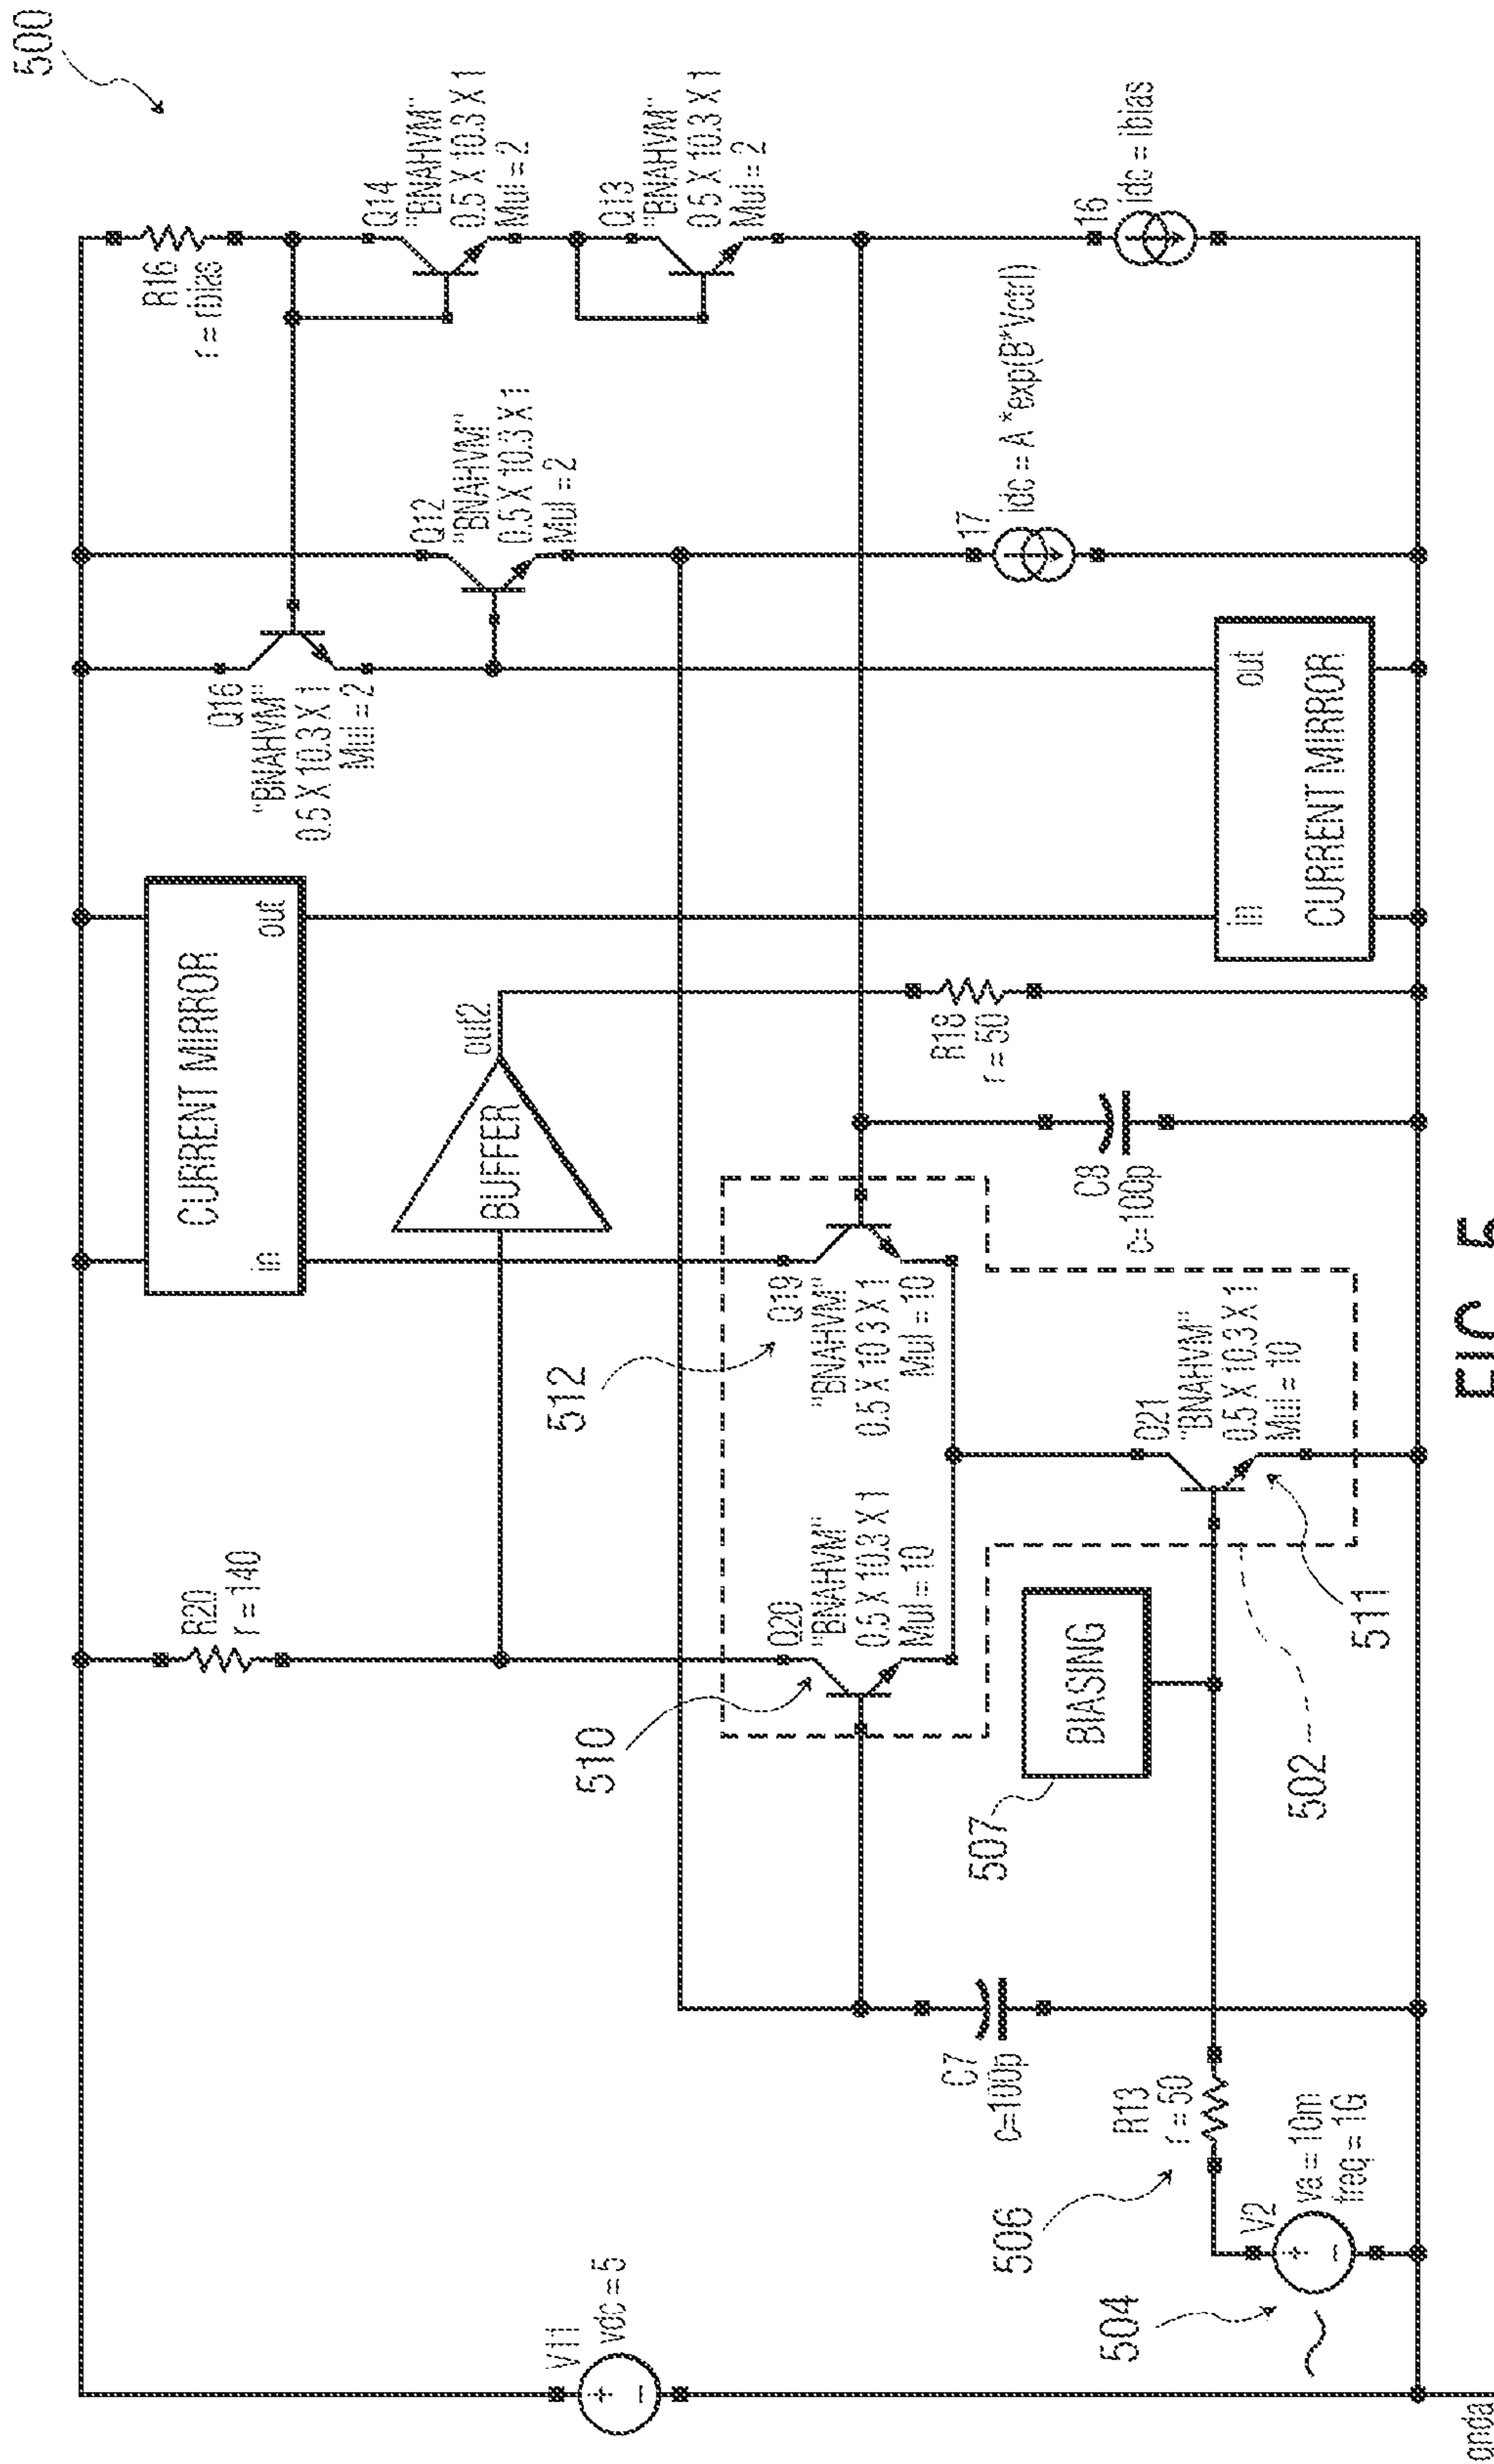 500
V11
vdc = 5
R20
r = 140
CURRENT MIRROR
in
out
BUFFER
out2
Q16
"BNAHVM"
0.5 X 10.3 X 1
Mul = 2
Q12
"BNAHVM"
0.5 X 10.3 X 1
Mul = 2
R16
r = rbias
Q14
"BNAHVM"
0.5 X 10.3 X 1
Mul = 2
Q13
"BNAHVM"
0.5 X 10.3 X 1
Mul = 2
510
Q20
"BNAHVM"
0.5 X 10.3 X 1
Mul = 10
512
Q19
"BNAHVM"
0.5 X 10.3 X 1
Mul = 10
C7
c=100p
507
BIASING
Q21
"BNAHVM"
0.5 X 10.3 X 1
Mul = 10
511
502
C8
c=100p
R18
r = 50
CURRENT MIRROR
in
out
17
idc = A *exp(B*Vctrl)
16
idc = ibias
506
R13
r = 50
504
V2
va = 10m
freq = 1G
+
−
+
−
gnda
FIG. 5